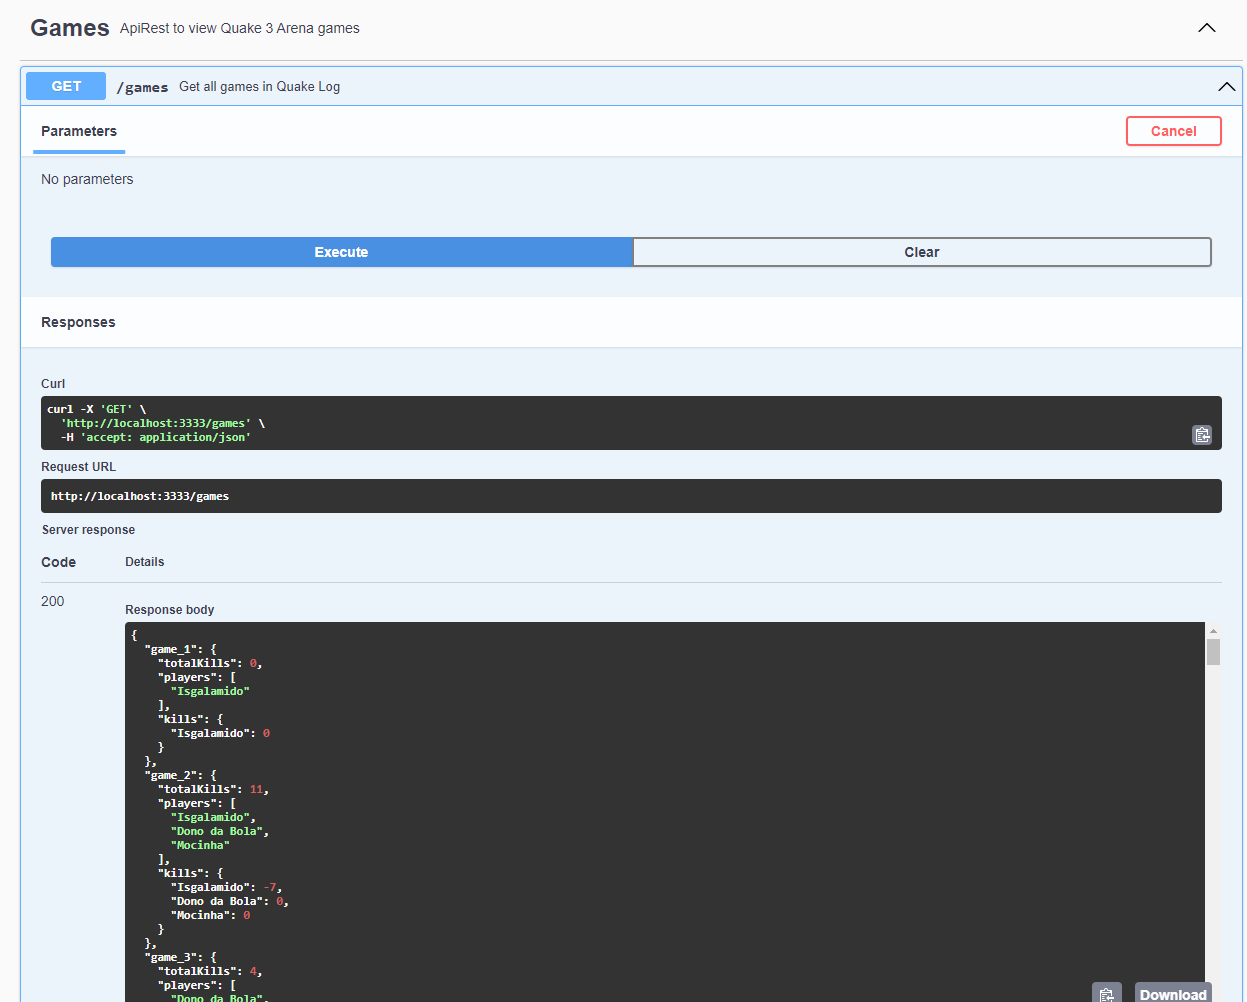 Games ApiRest to view Quake 3 Arena games
GET /games Get all games in Quake Log
Parameters Cancel
No parameters
Execute Clear
Responses
Curl
curl -X 'GET' \
  'http://localhost:3333/games' \
  -H 'accept: application/json'
Request URL
http://localhost:3333/games
Server response
Code Details
200
Response body
{
  "game_1": {
    "totalKills": 0,
    "players": [
      "Isgalamido"
    ],
    "kills": {
      "Isgalamido": 0
    }
  },
  "game_2": {
    "totalKills": 11,
    "players": [
      "Isgalamido",
      "Dono da Bola",
      "Mocinha"
    ],
    "kills": {
      "Isgalamido": -7,
      "Dono da Bola": 0,
      "Mocinha": 0
    }
  },
  "game_3": {
    "totalKills": 4,
    "players": [
      "Dono da Bola",
Download